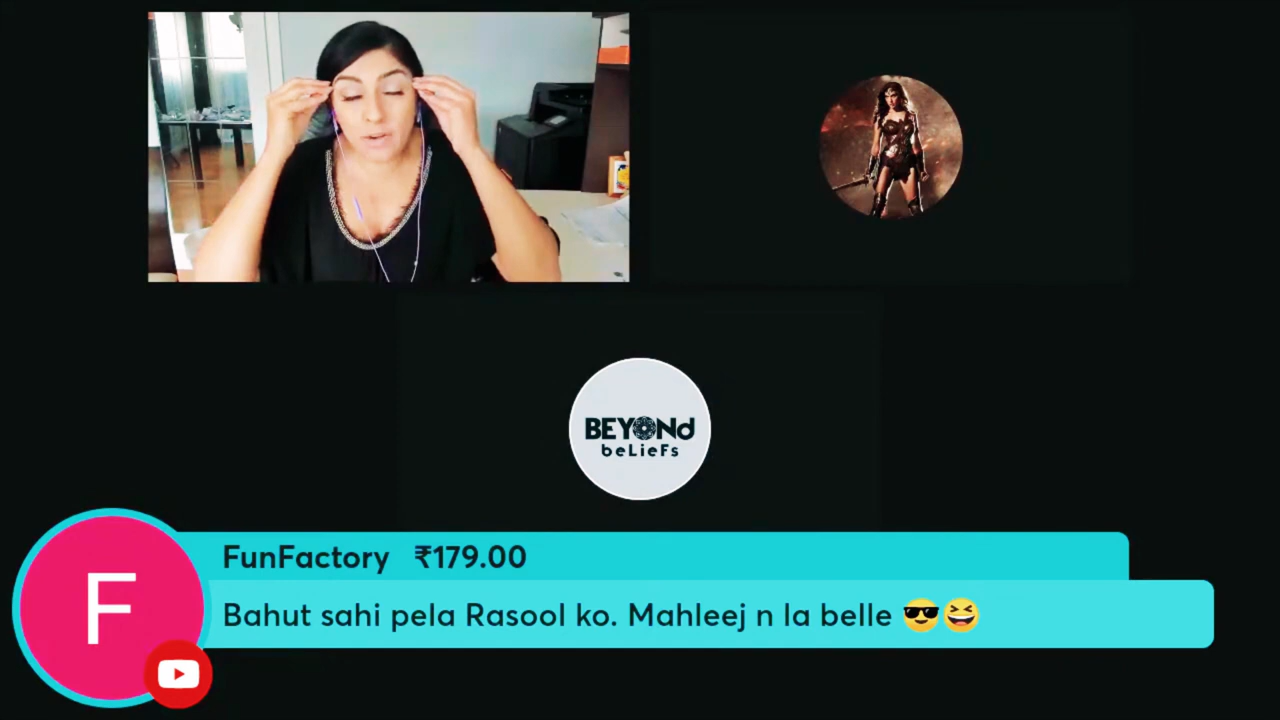 BEYONd
beLieFs
FunFactory ₹179.00
F
Bahut sahi pela Rasool ko. Mahleej n la belle 😎😆